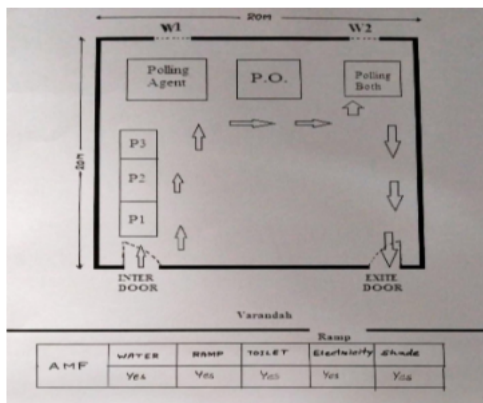 20m
W1 W2
Polling
Agent
P.O.
Polling
Both
P3
P2
P1
INTER
DOOR
EXITE
DOOR
Varandah
Ramp
AMF
WATER RAMP TOILET Electricity Shade
Yes Yes Yes Yes Yes